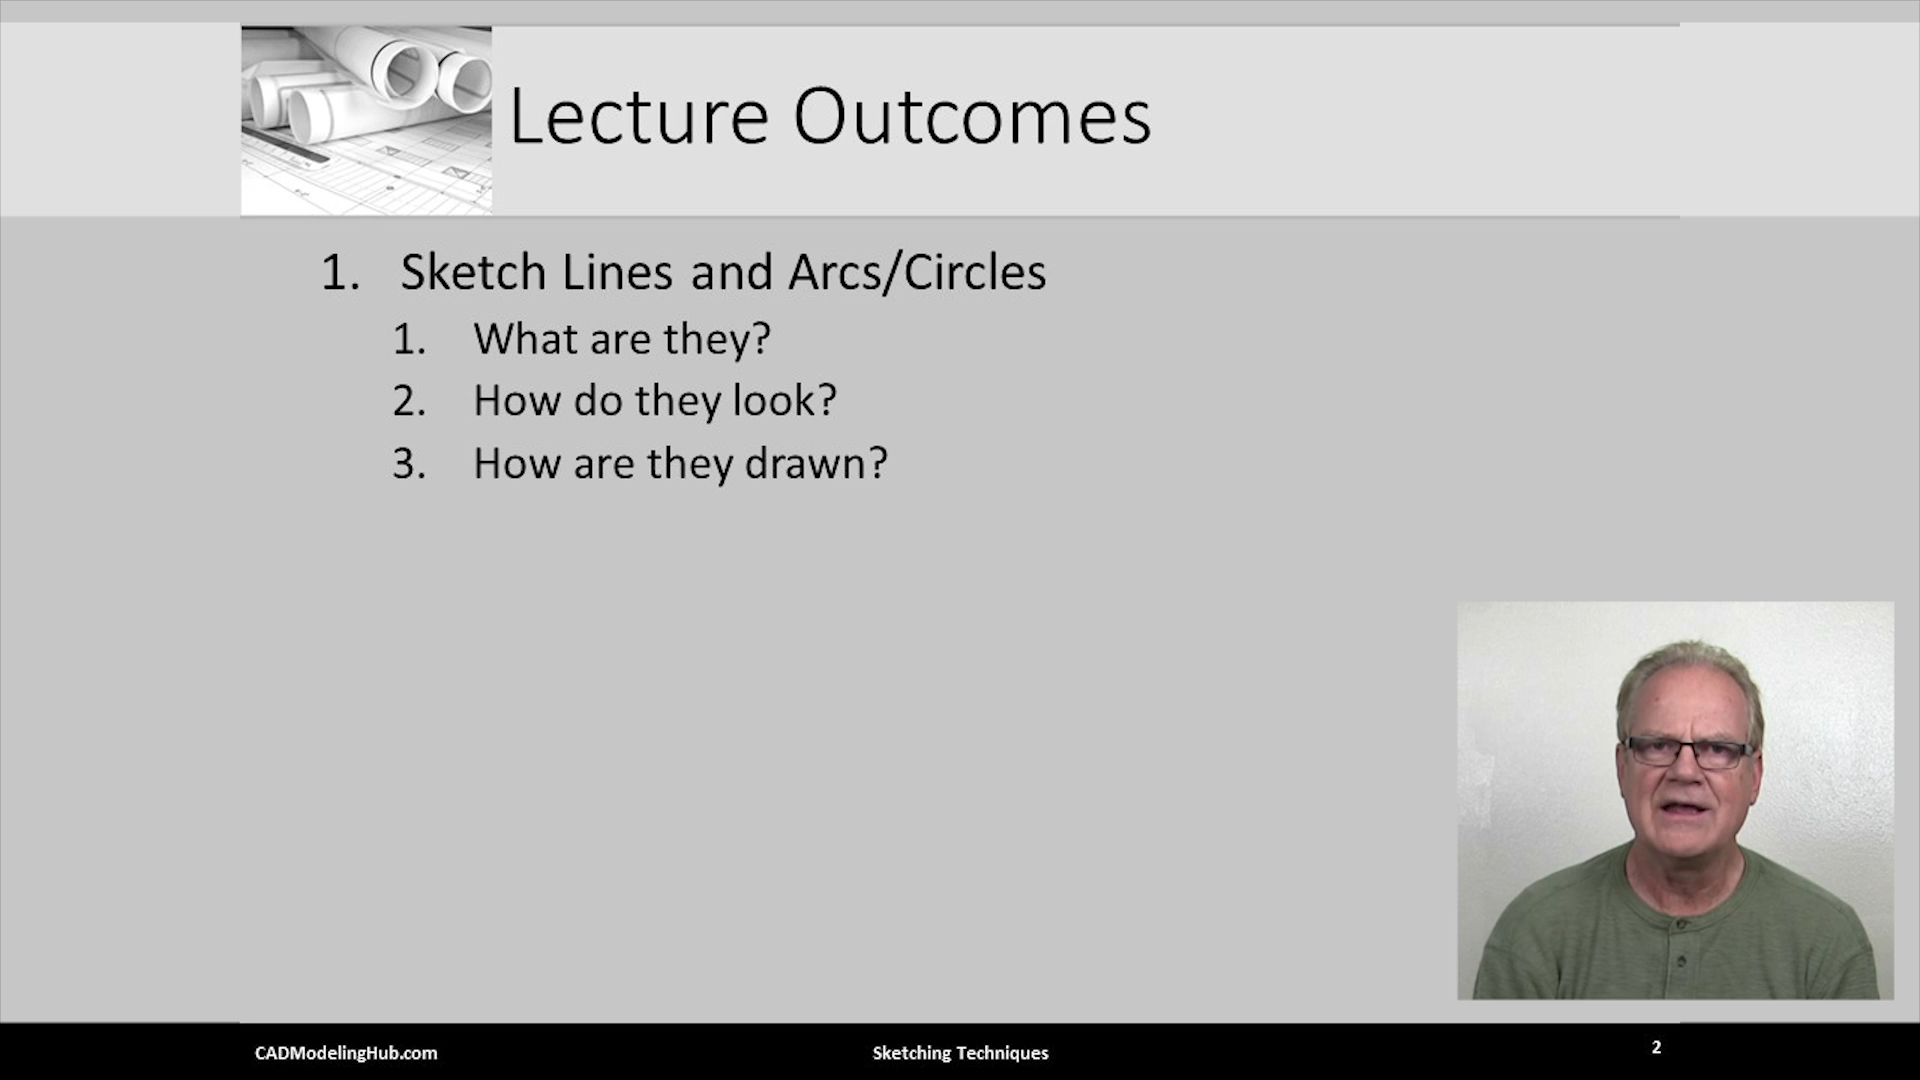 Lecture Outcomes
1. Sketch Lines and Arcs/Circles
1. What are they?
2. How do they look?
3. How are they drawn?
CADModelingHub.com
Sketching Techniques
2